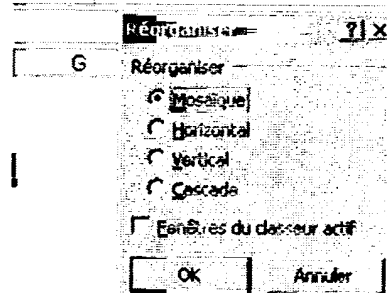 Réorganiser ? x
G
Réorganiser
Mosaïque
Horizontal
Vertical
Cascade
Fenêtres du classeur actif
OK Annuler